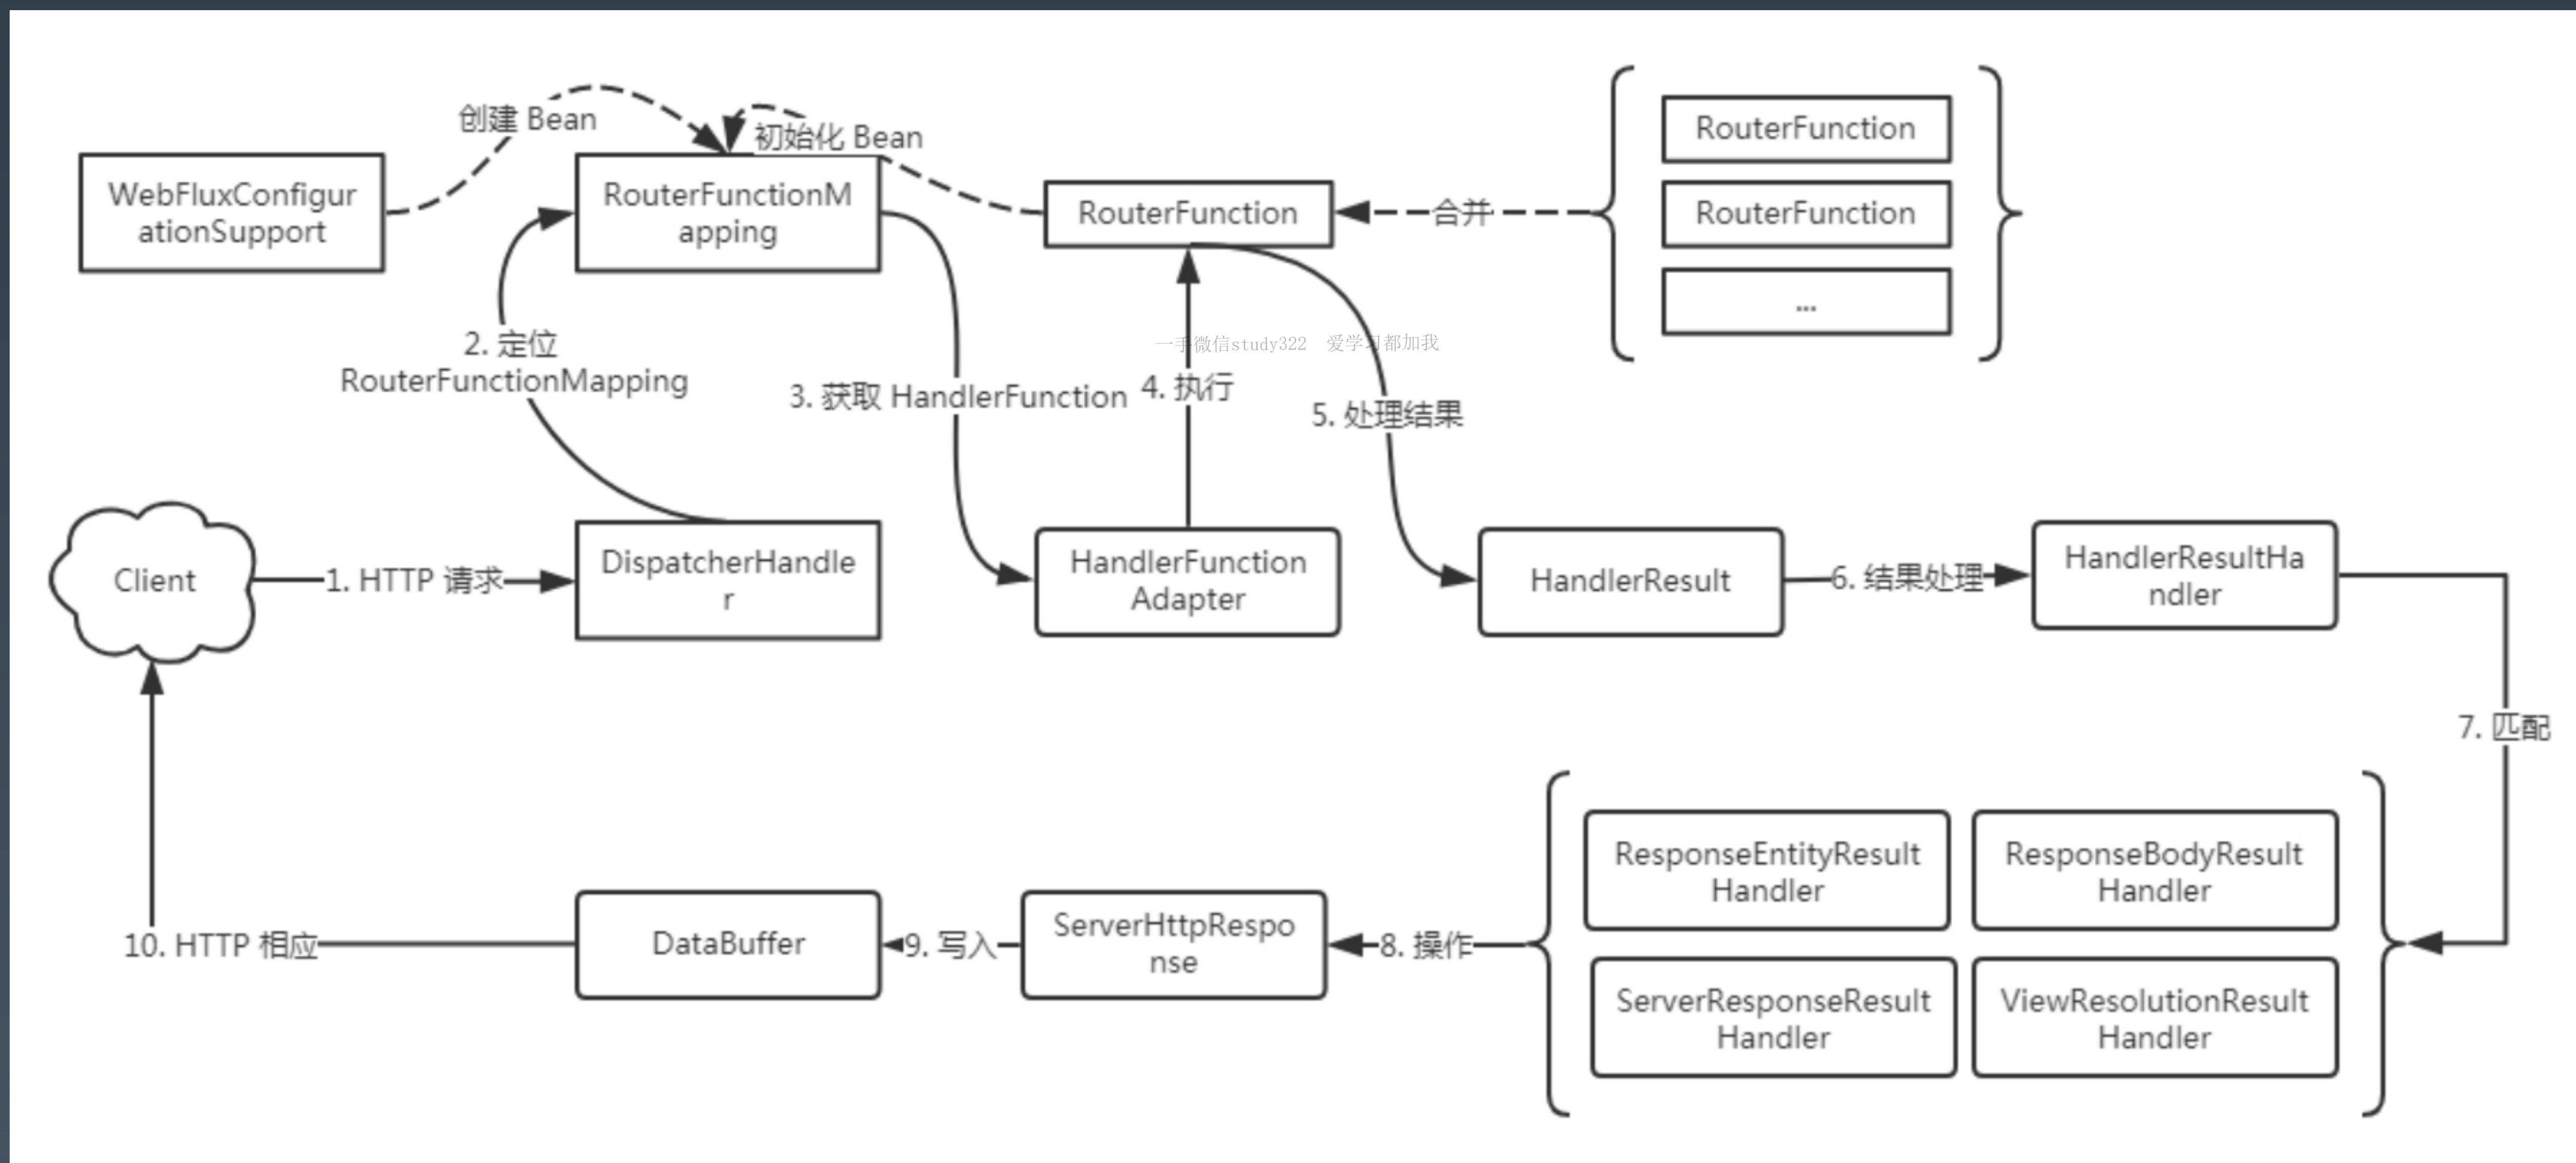 创建 Bean
初始化 Bean
WebFluxConfigur
ationSupport
RouterFunctionM
apping
RouterFunction
合并
RouterFunction
RouterFunction
...
2. 定位
RouterFunctionMapping
3. 获取 HandlerFunction
4. 执行
一手微信study322 爱学习都加我
5. 处理结果
Client
1. HTTP 请求
DispatcherHandle
r
HandlerFunction
Adapter
HandlerResult
6. 结果处理
HandlerResultHa
ndler
7. 匹配
ResponseEntityResult
Handler
ResponseBodyResult
Handler
ServerResponseResult
Handler
ViewResolutionResult
Handler
8. 操作
ServerHttpRespo
nse
9. 写入
DataBuffer
10. HTTP 相应